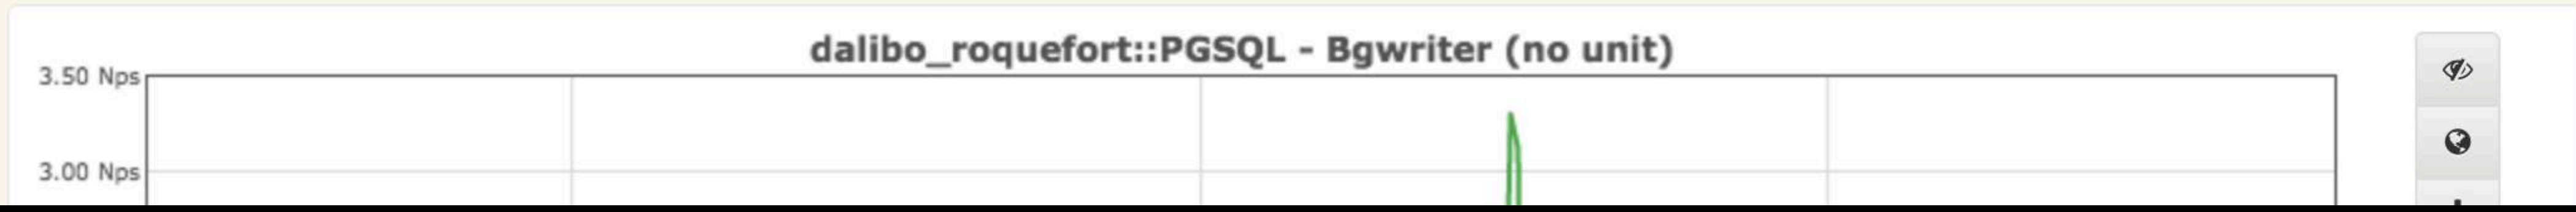 dalibo_roquefort::PGSQL - Bgwriter (no unit)
3.50 Nps
3.00 Nps